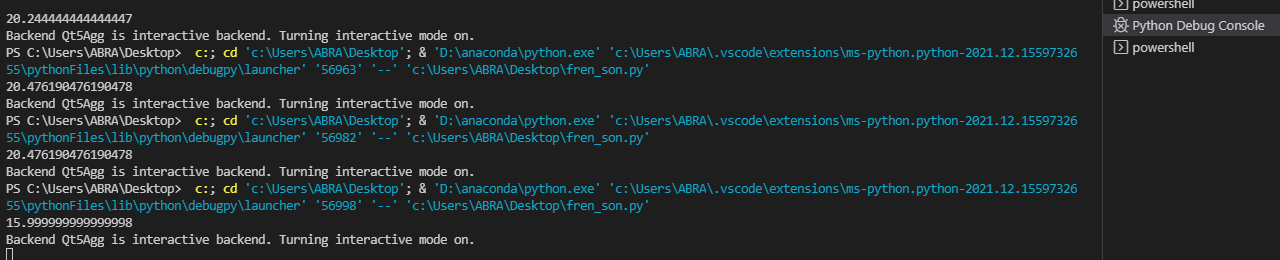 20.244444444444447
Backend Qt5Agg is interactive backend. Turning interactive mode on.
PS C:\Users\ABRA\Desktop>  c:; cd 'c:\Users\ABRA\Desktop'; & 'D:\anaconda\python.exe' 'c:\Users\ABRA\.vscode\extensions\ms-python.python-2021.12.15597326
55\pythonFiles\lib\python\debugpy\launcher' '56963' '--' 'c:\Users\ABRA\Desktop\fren_son.py'
20.476190476190478
Backend Qt5Agg is interactive backend. Turning interactive mode on.
PS C:\Users\ABRA\Desktop>  c:; cd 'c:\Users\ABRA\Desktop'; & 'D:\anaconda\python.exe' 'c:\Users\ABRA\.vscode\extensions\ms-python.python-2021.12.15597326
55\pythonFiles\lib\python\debugpy\launcher' '56982' '--' 'c:\Users\ABRA\Desktop\fren_son.py'
20.476190476190478
Backend Qt5Agg is interactive backend. Turning interactive mode on.
PS C:\Users\ABRA\Desktop>  c:; cd 'c:\Users\ABRA\Desktop'; & 'D:\anaconda\python.exe' 'c:\Users\ABRA\.vscode\extensions\ms-python.python-2021.12.15597326
55\pythonFiles\lib\python\debugpy\launcher' '56998' '--' 'c:\Users\ABRA\Desktop\fren_son.py'
15.999999999999998
Backend Qt5Agg is interactive backend. Turning interactive mode on.
powershell
Python Debug Console
powershell